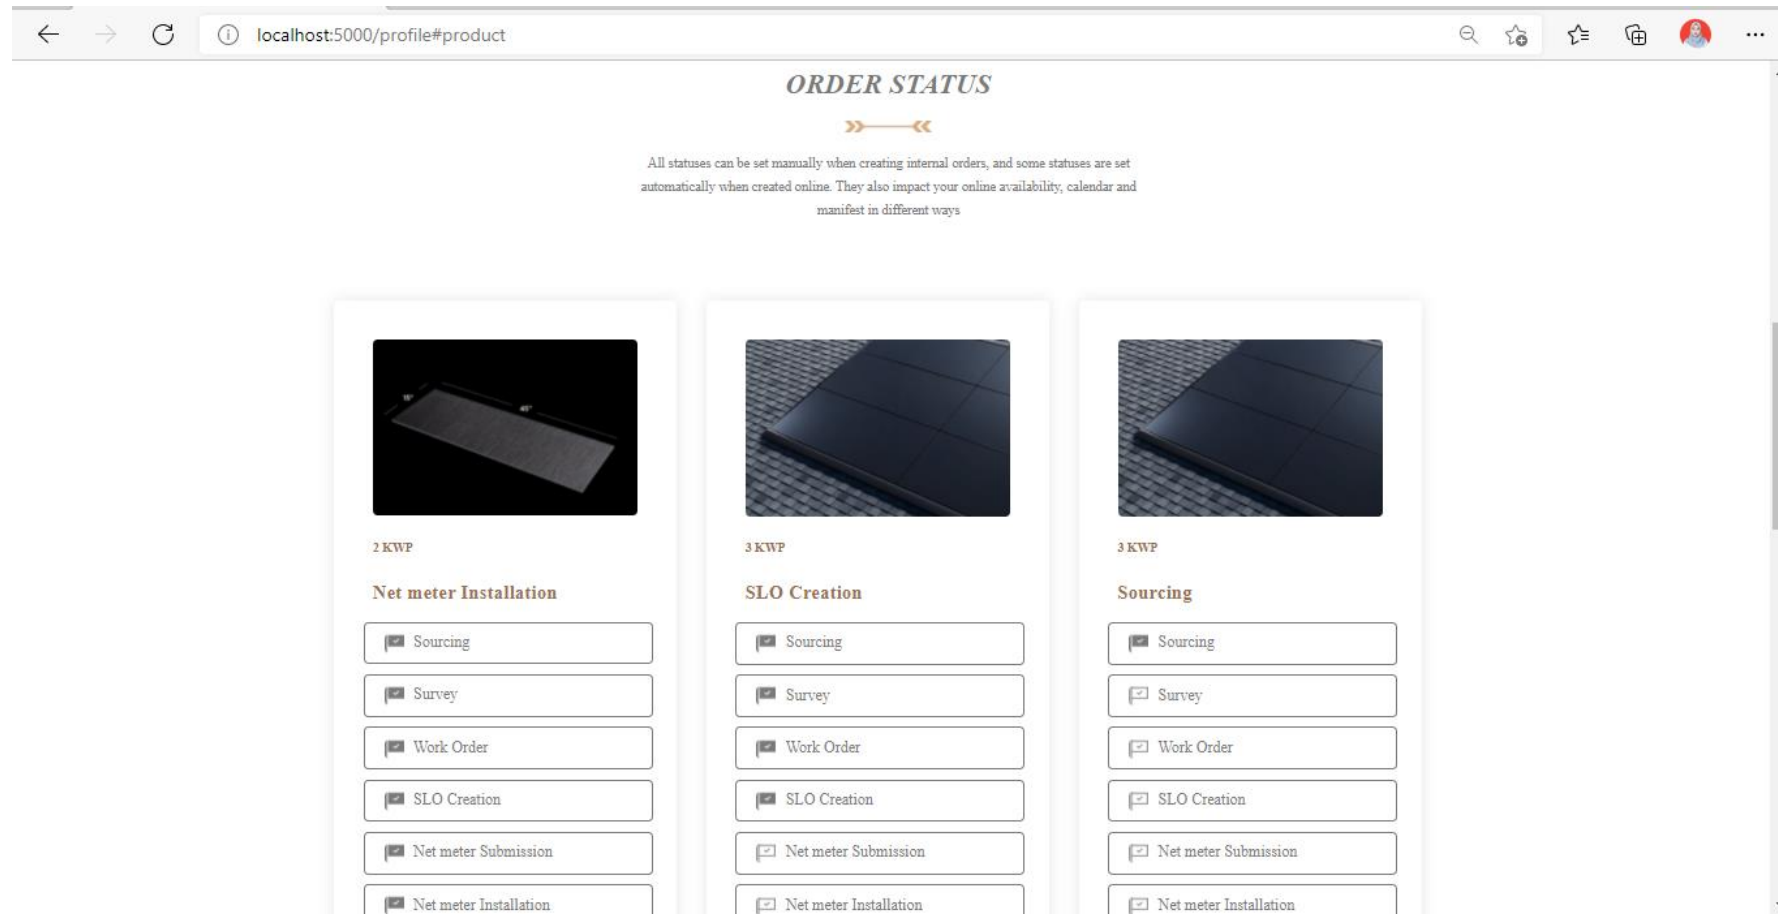 localhost:5000/profile#product
ORDER STATUS
All statuses can be set manually when creating internal orders, and some statuses are set
automatically when created online. They also impact your online availability, calendar and
manifest in different ways
15"
45"
2 KWP
Net meter Installation
Sourcing
Survey
Work Order
SLO Creation
Net meter Submission
Net meter Installation
3 KWP
SLO Creation
Sourcing
Survey
Work Order
SLO Creation
Net meter Submission
Net meter Installation
3 KWP
Sourcing
Sourcing
Survey
Work Order
SLO Creation
Net meter Submission
Net meter Installation